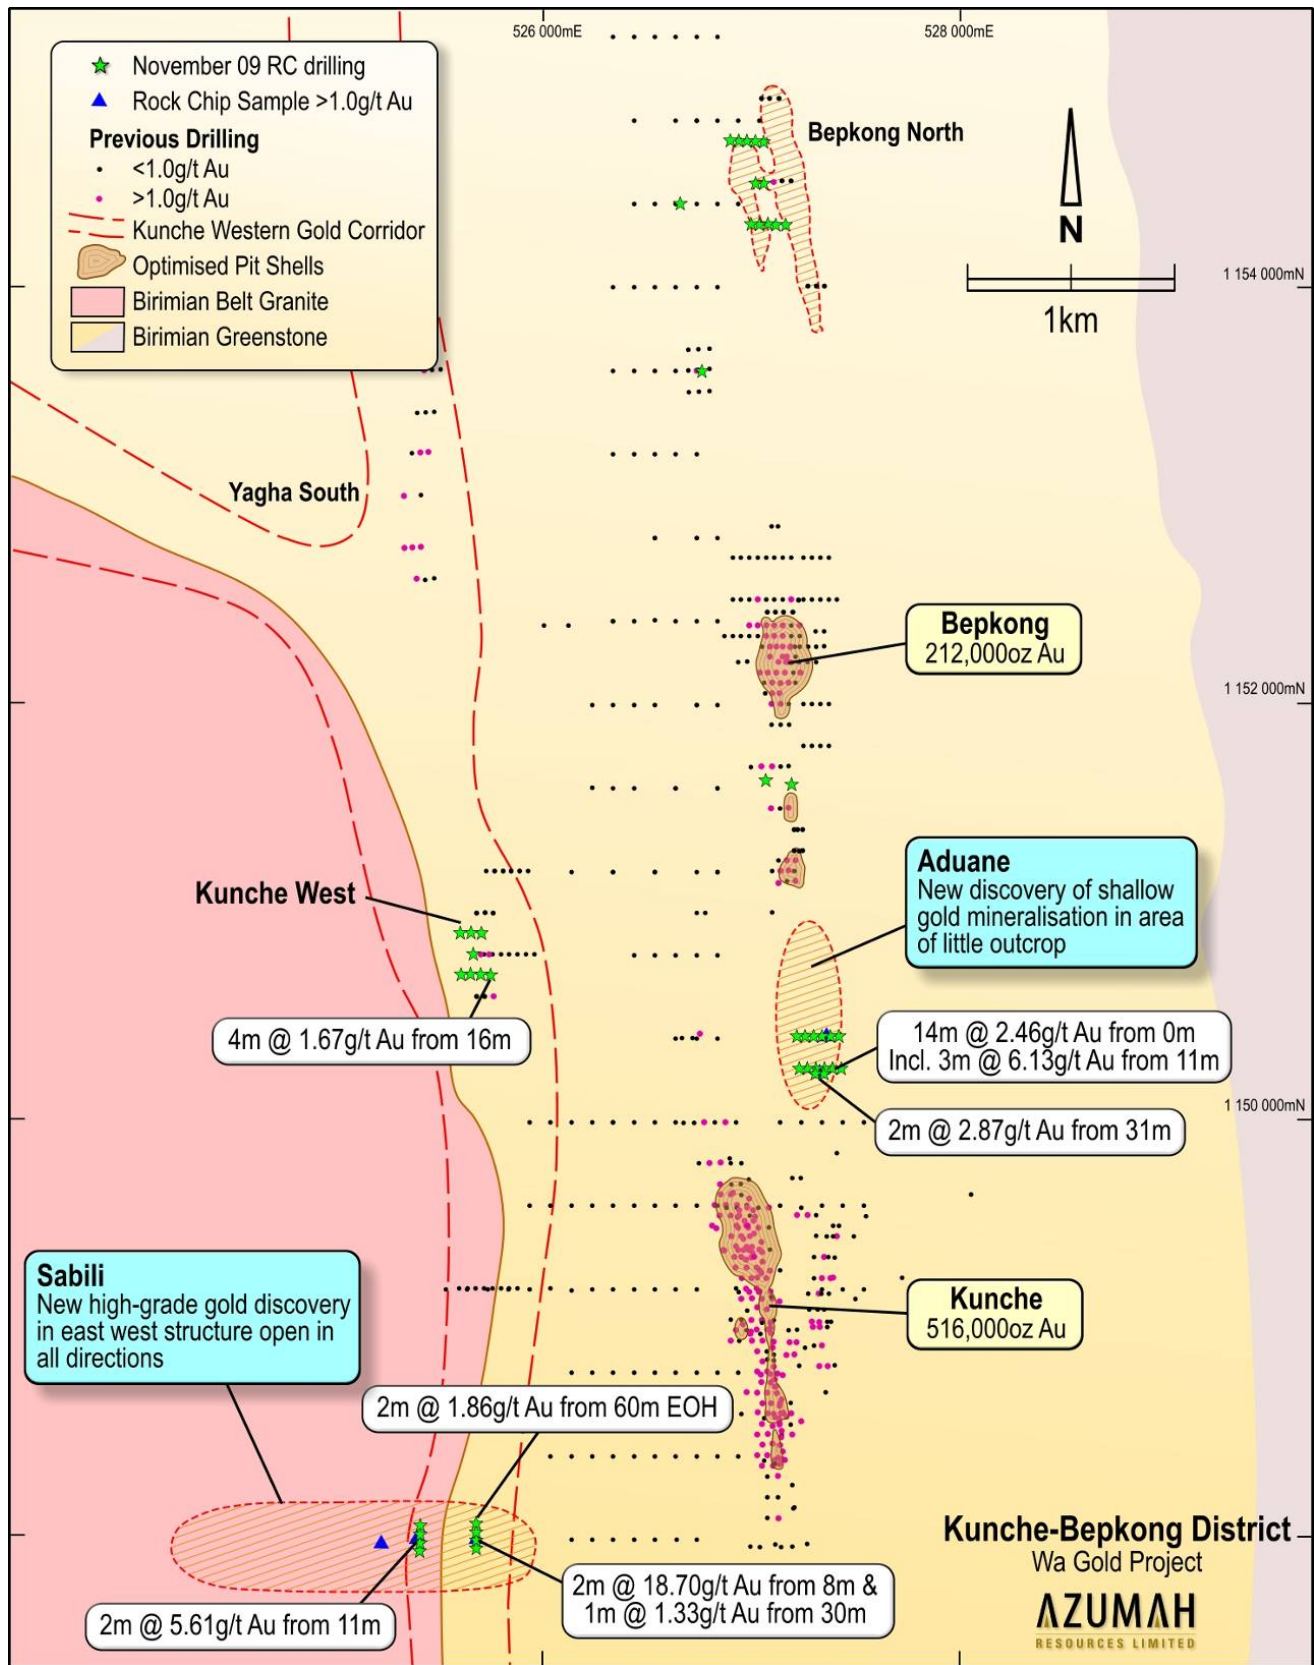 526 000mE
528 000mE
November 09 RC drilling
Rock Chip Sample >1.0g/t Au
Previous Drilling
<1.0g/t Au
>1.0g/t Au
Kunche Western Gold Corridor
Optimised Pit Shells
Birimian Belt Granite
Birimian Greenstone
Bepkong North
N
1km
1 154 000mN
Yagha South
Bepkong
212,000oz Au
1 152 000mN
Kunche West
Aduane
New discovery of shallow
gold mineralisation in area
of little outcrop
4m @ 1.67g/t Au from 16m
14m @ 2.46g/t Au from 0m
Incl. 3m @ 6.13g/t Au from 11m
1 150 000mN
2m @ 2.87g/t Au from 31m
Sabili
New high-grade gold discovery
in east west structure open in
all directions
Kunche
516,000oz Au
2m @ 1.86g/t Au from 60m EOH
2m @ 5.61g/t Au from 11m
2m @ 18.70g/t Au from 8m &
1m @ 1.33g/t Au from 30m
Kunche-Bepkong District
Wa Gold Project
AZUMAH
RESOURCES LIMITED